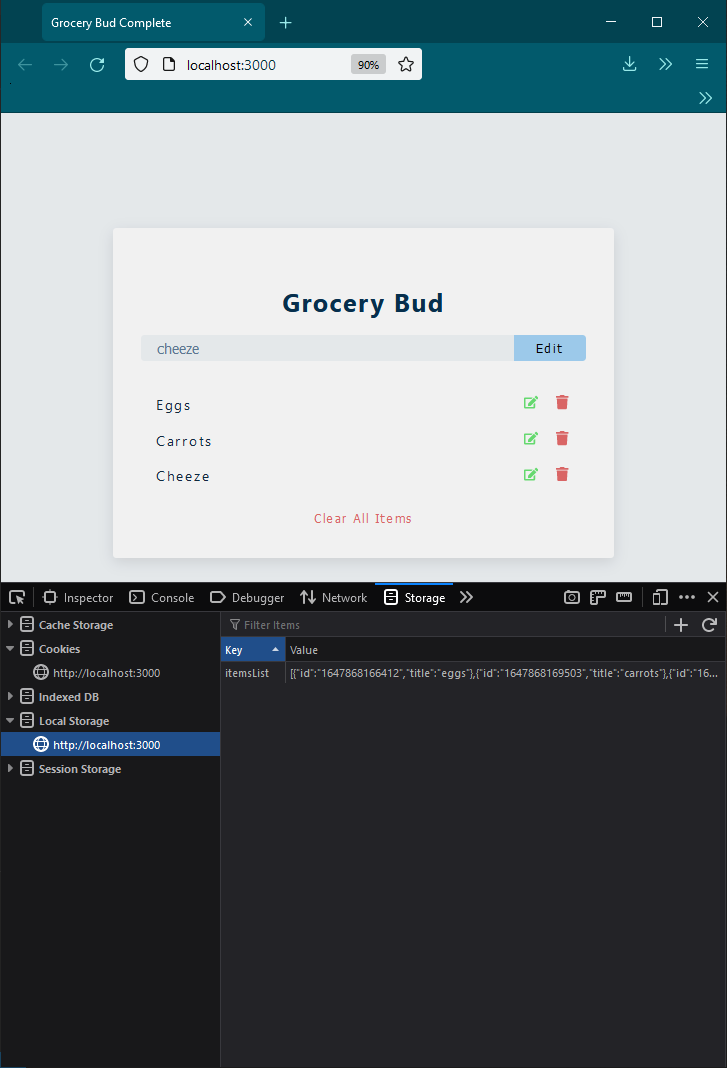 Grocery Bud Complete
localhost:3000
90%
Grocery Bud
cheeze
Edit
Eggs
Carrots
Cheeze
Clear All Items
Inspector Console Debugger Network Storage
Cache Storage
Cookies
http://localhost:3000
Indexed DB
Local Storage
http://localhost:3000
Session Storage
Filter Items
Key Value
itemsList [{"id":"1647868166412","title":"eggs"},{"id":"1647868169503","title":"carrots"},{"id":"16...